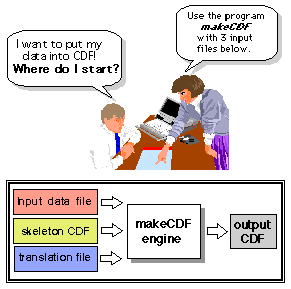 I want to put my
data into CDF!
Where do I start?
Use the program
makeCDF
with 3 input
files below.
Input data file
skeleton CDF
translation file
makeCDF
engine
output
CDF